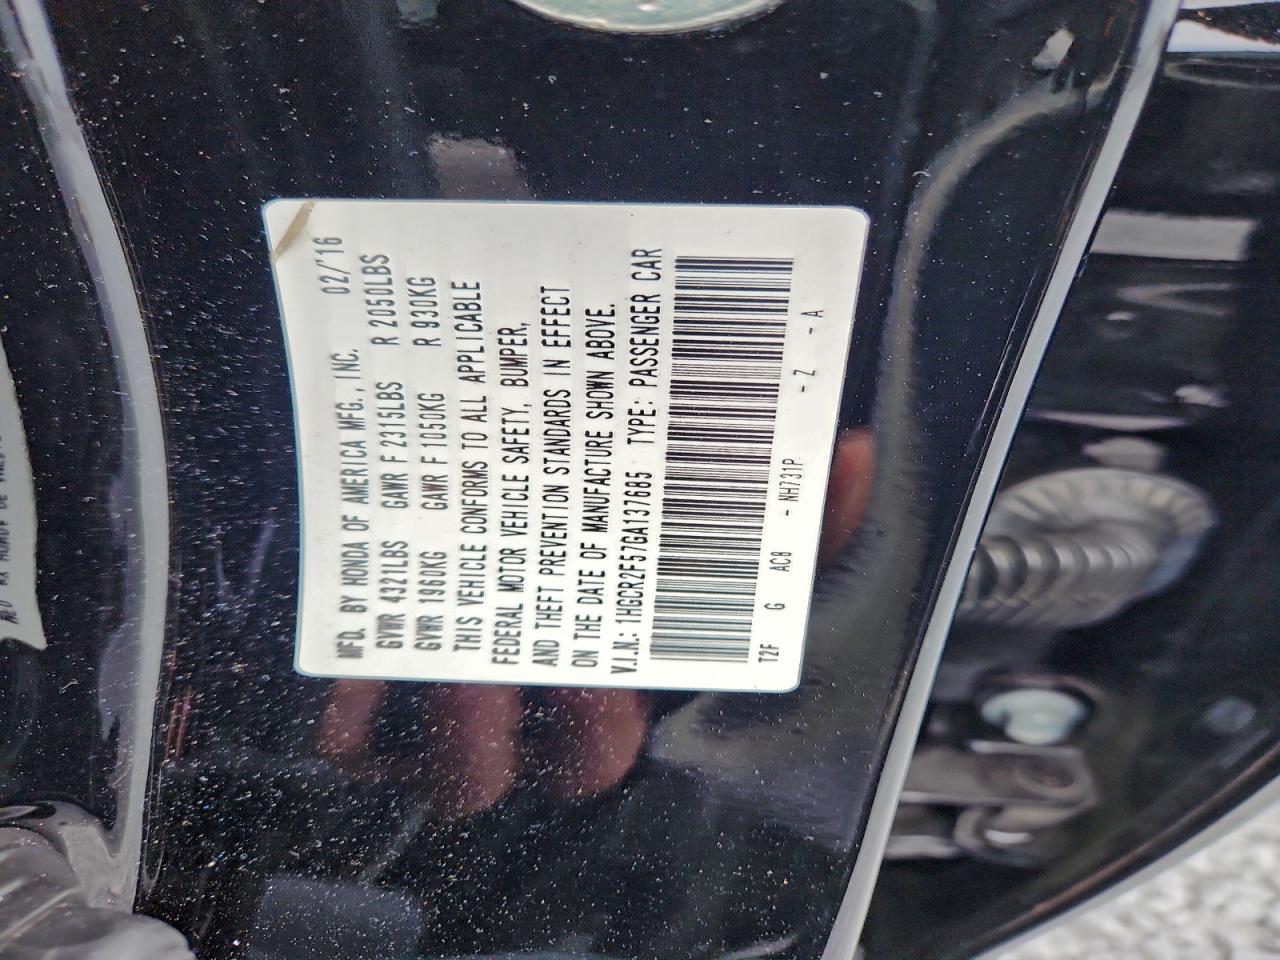 MFD. BY HONDA OF AMERICA MFG., INC. 02/'16
GVWR 4321LBS GAWR F 2315LBS R 2050LBS
GVWR 1960KG GAWR F 1050KG R 930KG
THIS VEHICLE CONFORMS TO ALL APPLICABLE
FEDERAL MOTOR VEHICLE SAFETY, BUMPER,
AND THEFT PREVENTION STANDARDS IN EFFECT
ON THE DATE OF MANUFACTURE SHOWN ABOVE.
V.I.N.: 1HGCR2F57GA137685 TYPE: PASSENGER CAR
T2F G AC8 - NH731P - Z - A